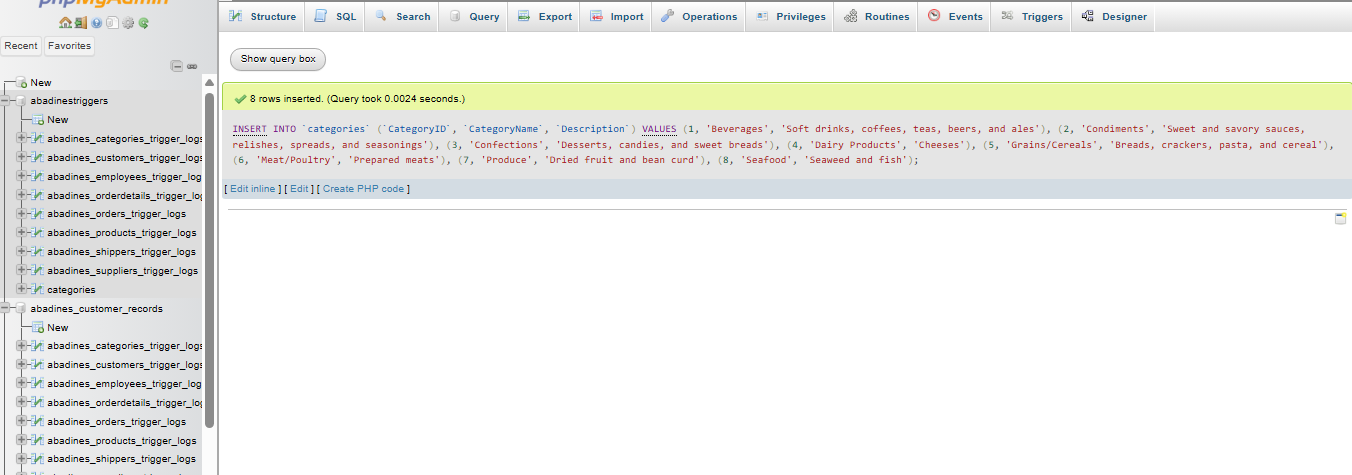 phpMyAdmin
Recent
Favorites
New
abadinestriggers
New
abadines_categories_trigger_logs
abadines_customers_trigger_logs
abadines_employees_trigger_log
abadines_orderdetails_trigger_lo
abadines_orders_trigger_logs
abadines_products_trigger_logs
abadines_shippers_trigger_logs
abadines_suppliers_trigger_logs
categories
abadines_customer_records
New
abadines_categories_trigger_logs
abadines_customers_trigger_logs
abadines_employees_trigger_log
abadines_orderdetails_trigger_lo
abadines_orders_trigger_logs
abadines_products_trigger_logs
abadines_shippers_trigger_logs
Structure SQL Search Query Export Import Operations Privileges Routines Events Triggers Designer
Show query box
8 rows inserted. (Query took 0.0024 seconds.)
INSERT INTO `categories` (`CategoryID`, `CategoryName`, `Description`) VALUES (1, 'Beverages', 'Soft drinks, coffees, teas, beers, and ales'), (2, 'Condiments', 'Sweet and savory sauces,
relishes, spreads, and seasonings'), (3, 'Confections', 'Desserts, candies, and sweet breads'), (4, 'Dairy Products', 'Cheeses'), (5, 'Grains/Cereals', 'Breads, crackers, pasta, and cereal'),
(6, 'Meat/Poultry', 'Prepared meats'), (7, 'Produce', 'Dried fruit and bean curd'), (8, 'Seafood', 'Seaweed and fish');
[ Edit inline ] [ Edit ] [ Create PHP code ]